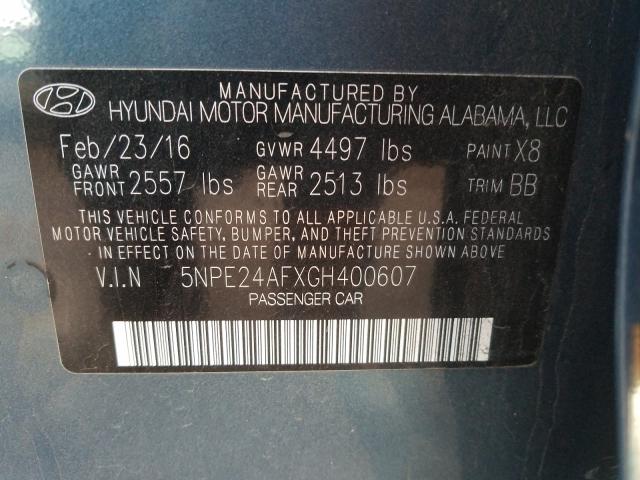 MANUFACTURED BY
HYUNDAI MOTOR MANUFACTURING ALABAMA, LLC
Feb/23/16 GVWR 4497 lbs PAINT X8
GAWR FRONT 2557 lbs GAWR REAR 2513 lbs TRIM BB
THIS VEHICLE CONFORMS TO ALL APPLICABLE U.S.A. FEDERAL
MOTOR VEHICLE SAFETY, BUMPER, AND THEFT PREVENTION STANDARDS
IN EFFECT ON THE DATE OF MANUFACTURE SHOWN ABOVE
V.I.N 5NPE24AFXGH400607
PASSENGER CAR